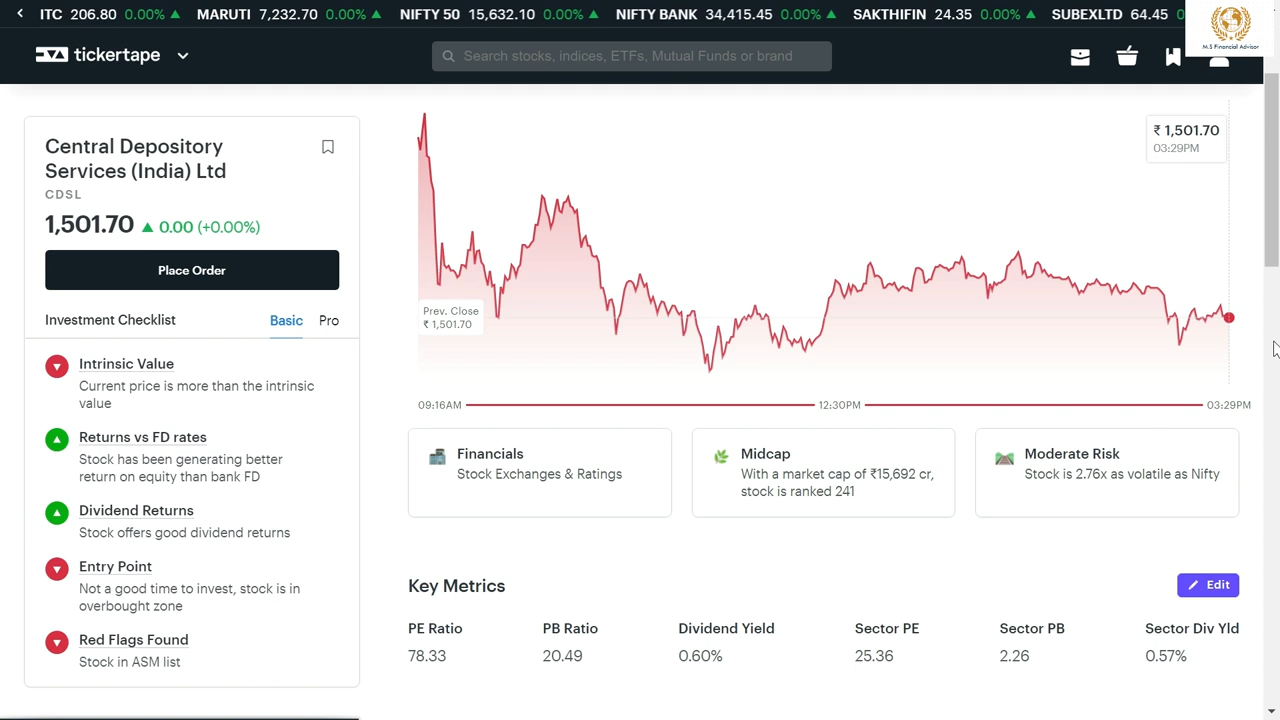 ITC 206.80 0.00% ▲ MARUTI 7,232.70 0.00% ▲ NIFTY 50 15,632.10 0.00% ▲ NIFTY BANK 34,415.45 0.00% ▲ SAKTHIFIN 24.35 0.00% ▲ SUBEXLTD 64.45
M.S Financial Advisor
tickertape
Search stocks, indices, ETFs, Mutual Funds or brand
Central Depository
Services (India) Ltd
CDSL
1,501.70 ▲ 0.00 (+0.00%)
Place Order
Investment Checklist Basic Pro
Intrinsic Value
Current price is more than the intrinsic
value
Returns vs FD rates
Stock has been generating better
return on equity than bank FD
Dividend Returns
Stock offers good dividend returns
Entry Point
Not a good time to invest, stock is in
overbought zone
Red Flags Found
Stock in ASM list
₹ 1,501.70
03:29PM
Prev. Close
₹ 1,501.70
09:16AM 12:30PM 03:29PM
Financials
Stock Exchanges & Ratings
Midcap
With a market cap of ₹15,692 cr,
stock is ranked 241
Moderate Risk
Stock is 2.76x as volatile as Nifty
Key Metrics
Edit
PE Ratio PB Ratio Dividend Yield Sector PE Sector PB Sector Div Yld
78.33 20.49 0.60% 25.36 2.26 0.57%